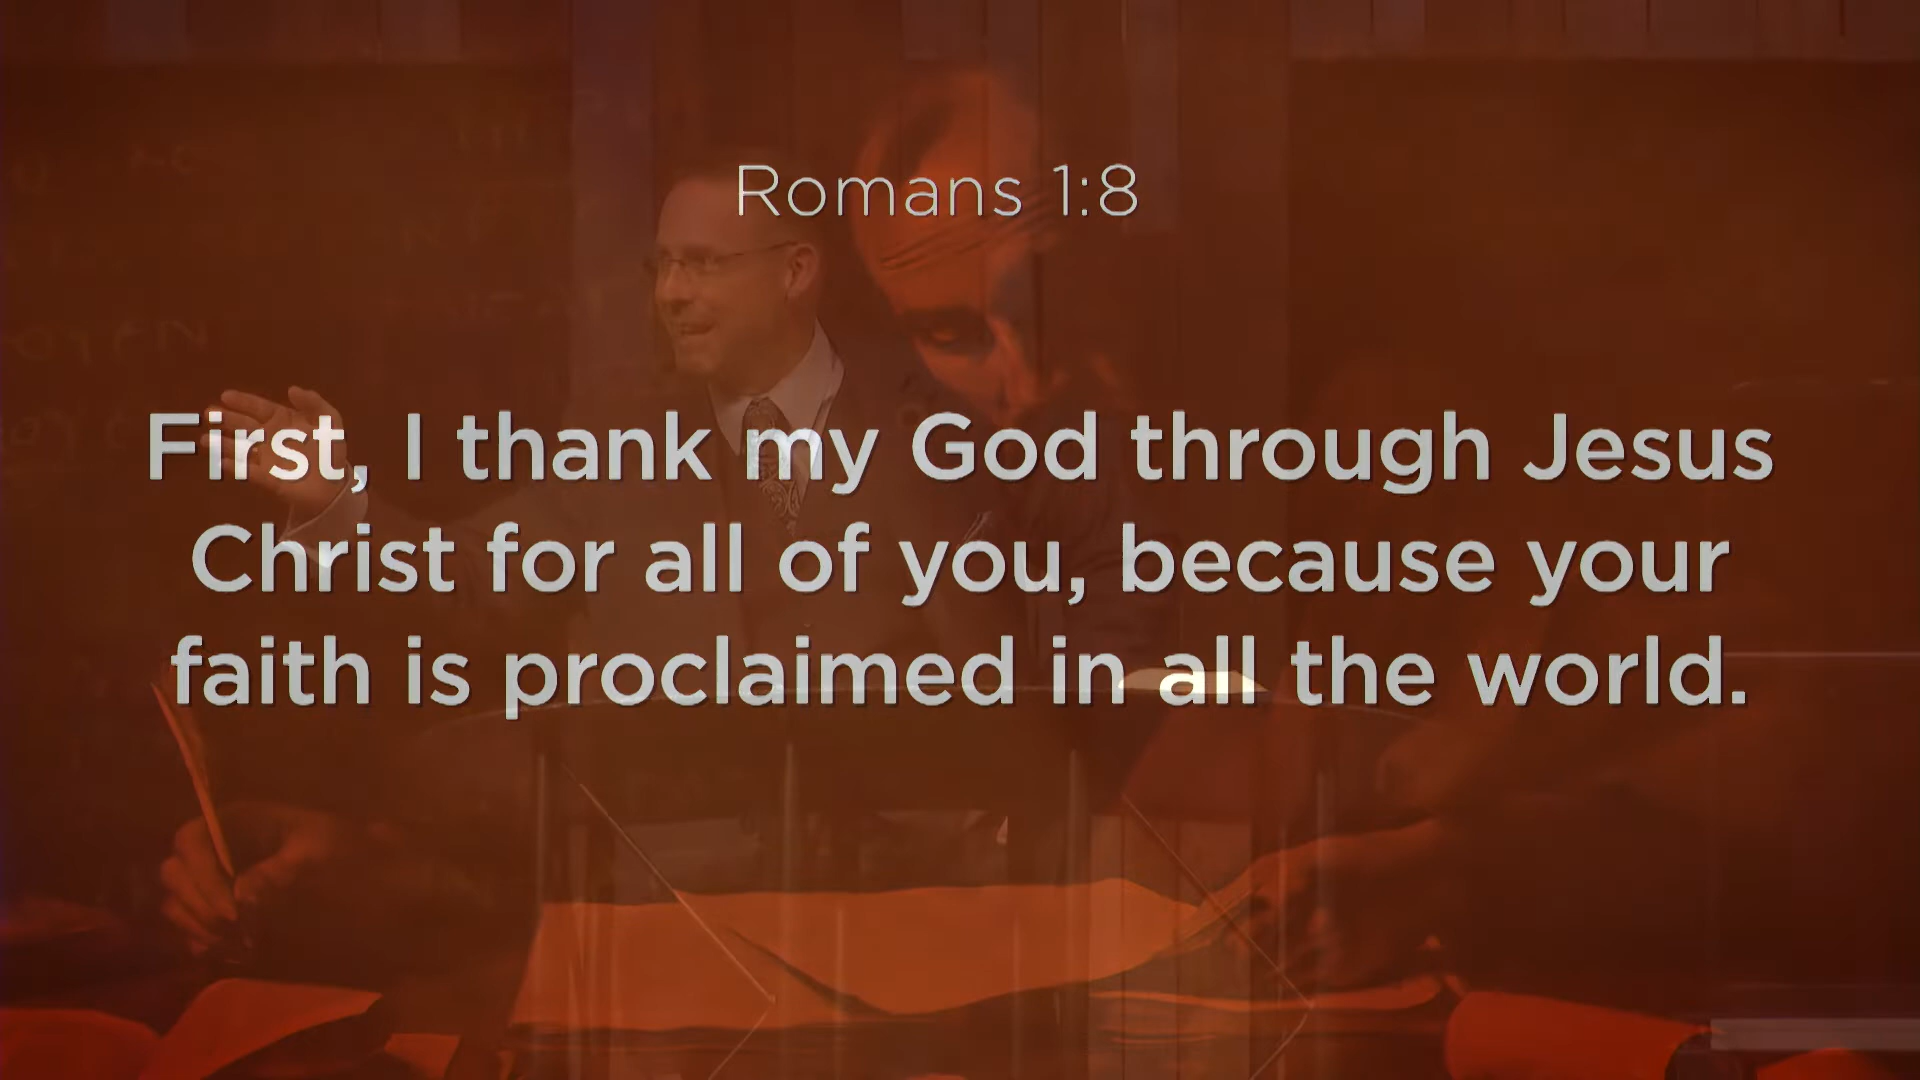 Romans 1:8
First, I thank my God through Jesus
Christ for all of you, because your
faith is proclaimed in all the world.